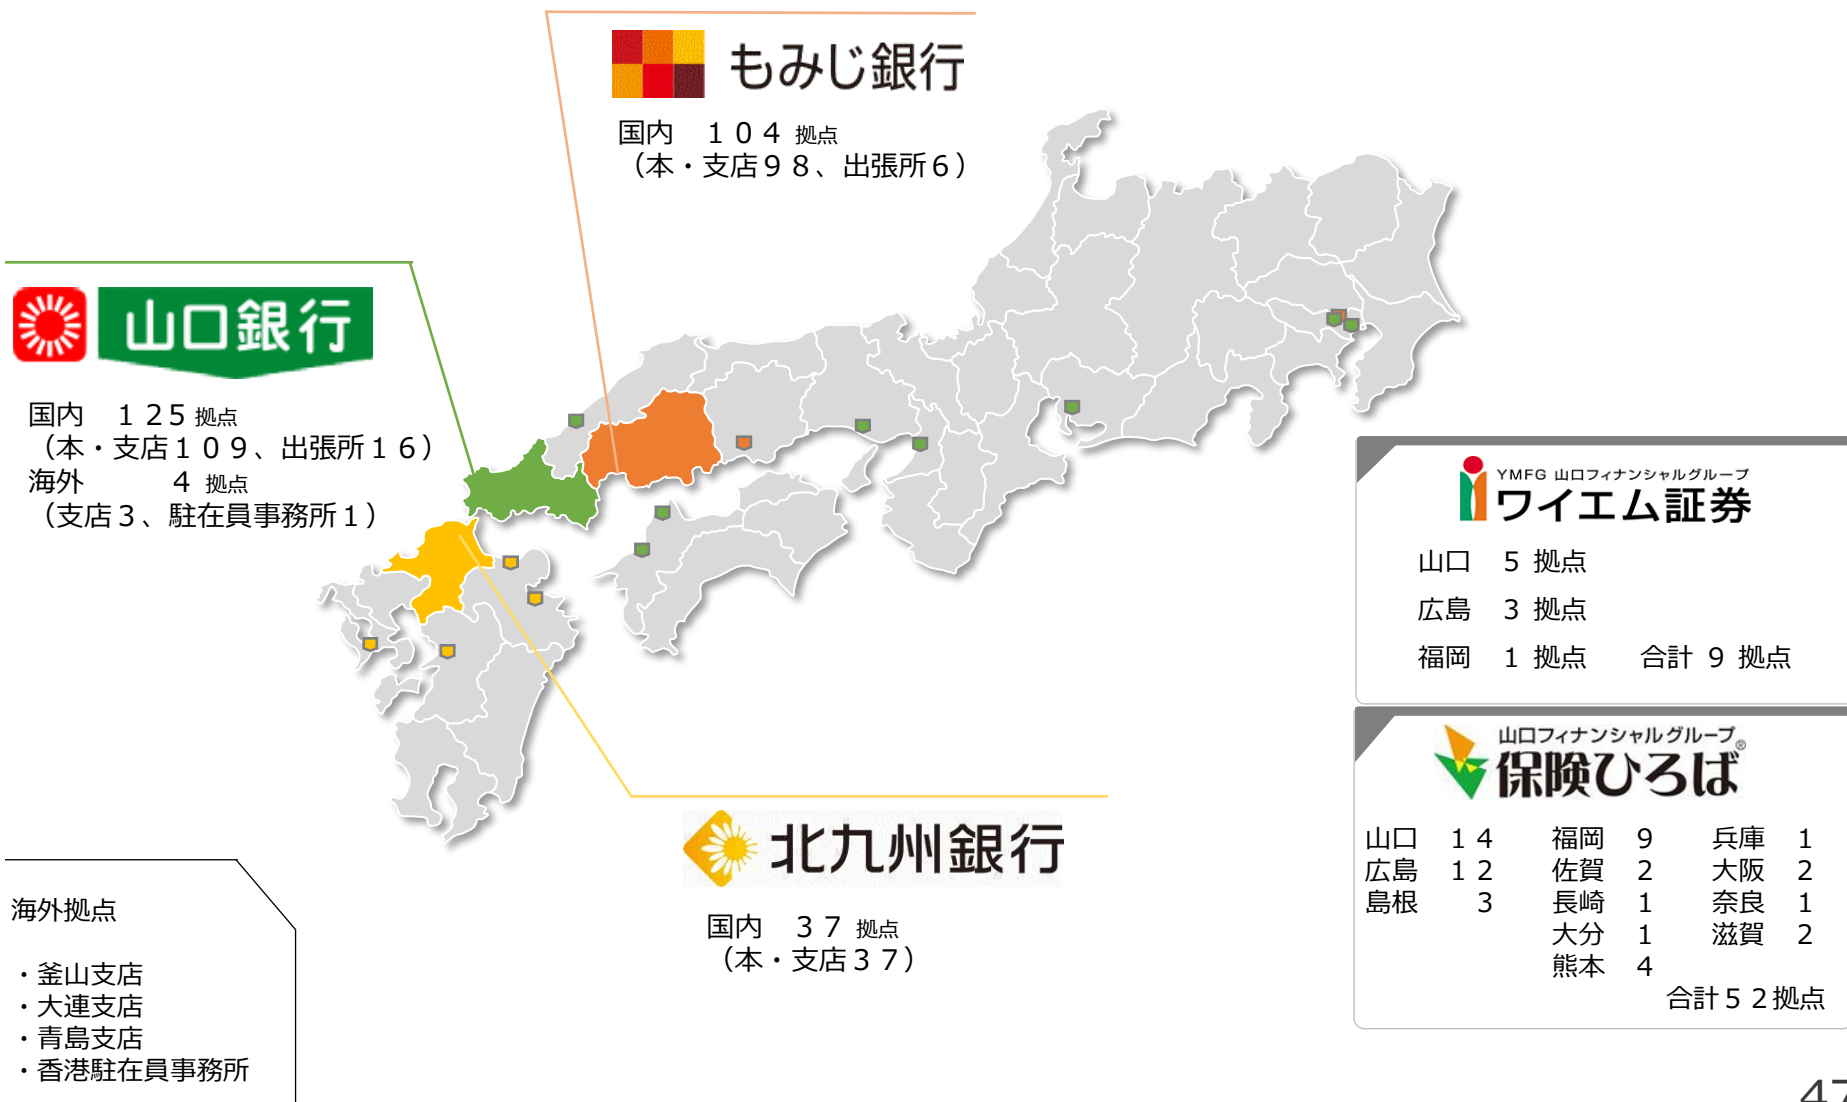 もみじ銀行
国内 １０４ 拠点
（本・支店９８、出張所６）
山口銀行
国内 １２５ 拠点
（本・支店１０９、出張所１６）
海外 ４ 拠点
（支店３、駐在員事務所１）
YMFG 山口フィナンシャルグループ
ワイエム証券
山口 5 拠点
広島 3 拠点
福岡 1 拠点 合計 9 拠点
山口フィナンシャルグループ
保険ひろば®
山口 １４ 福岡 ９ 兵庫 １
広島 １２ 佐賀 ２ 大阪 ２
島根 ３ 長崎 １ 奈良 １
大分 １ 滋賀 ２
熊本 ４
合計５２拠点
北九州銀行
国内 ３７ 拠点
（本・支店３７）
海外拠点
・釜山支店
・大連支店
・青島支店
・香港駐在員事務所
47